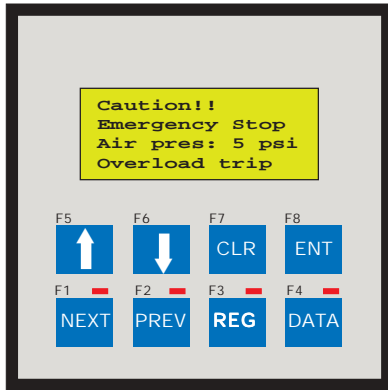 Caution!!
Emergency Stop
Air pres: 5 psi
Overload trip
F5 F6 F7 F8
CLR ENT
F1 F2 F3 F4
NEXT PREV REG DATA